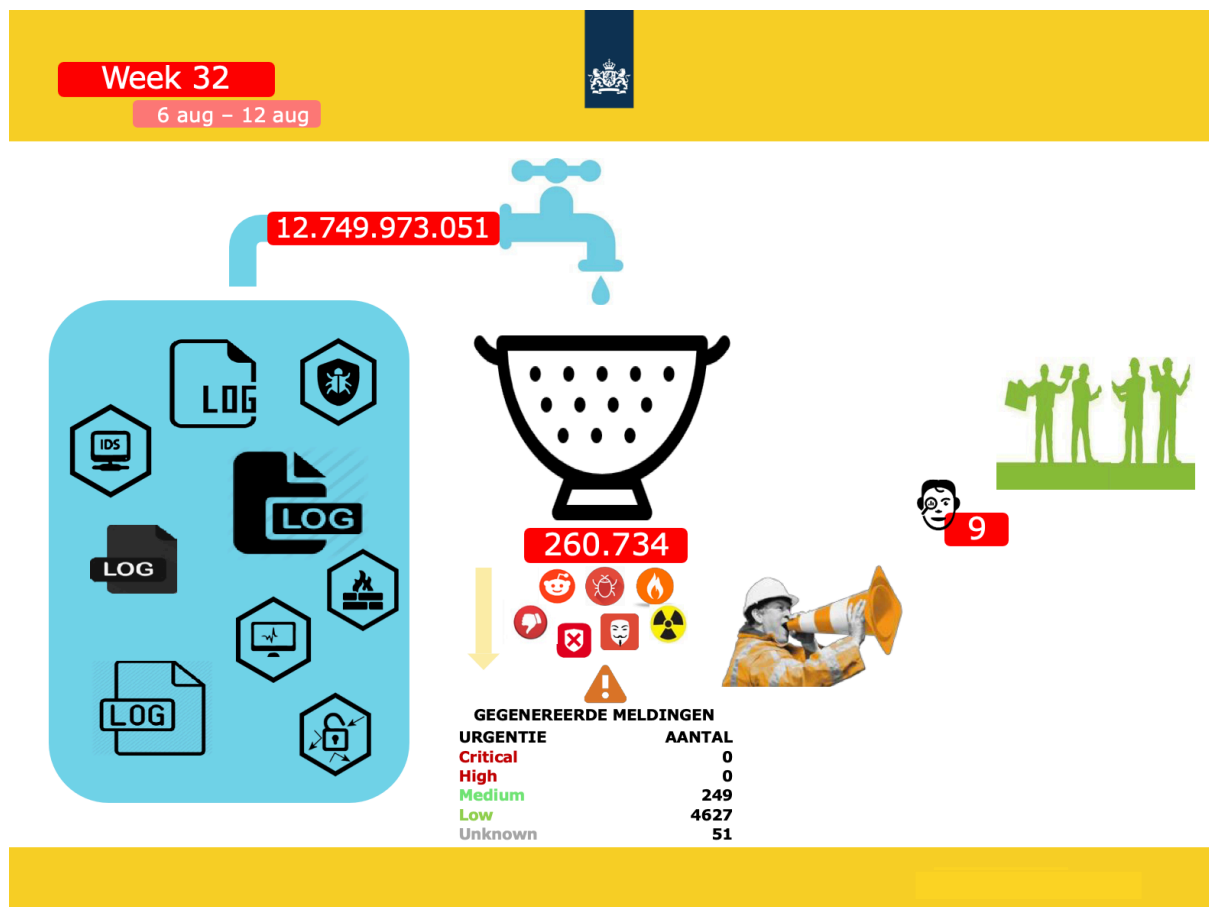 Week 32
6 aug – 12 aug
12.749.973.051
LOG
IDS
LOG
LOG
LOG
260.734
9
GEGENEREERDE MELDINGEN
URGENTIE AANTAL
Critical 0
High 0
Medium 249
Low 4627
Unknown 51